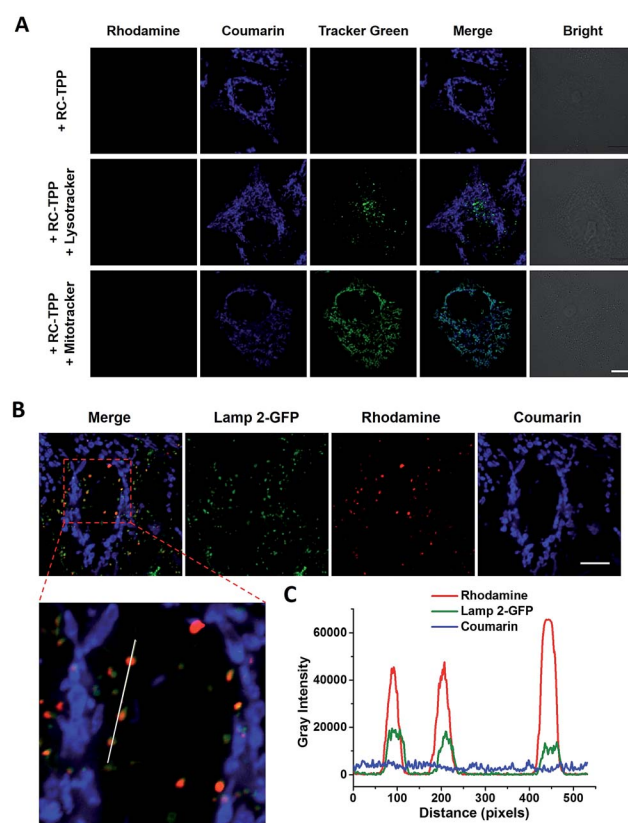 A
Rhodamine Coumarin Tracker Green Merge Bright
+ RC-TPP
+ RC-TPP
+ Lysotracker
+ RC-TPP
+ Mitotracker
B
Merge Lamp 2-GFP Rhodamine Coumarin
C
Rhodamine
Lamp 2-GFP
Coumarin
Gray Intensity
60000
40000
20000
0
0 100 200 300 400 500
Distance (pixels)